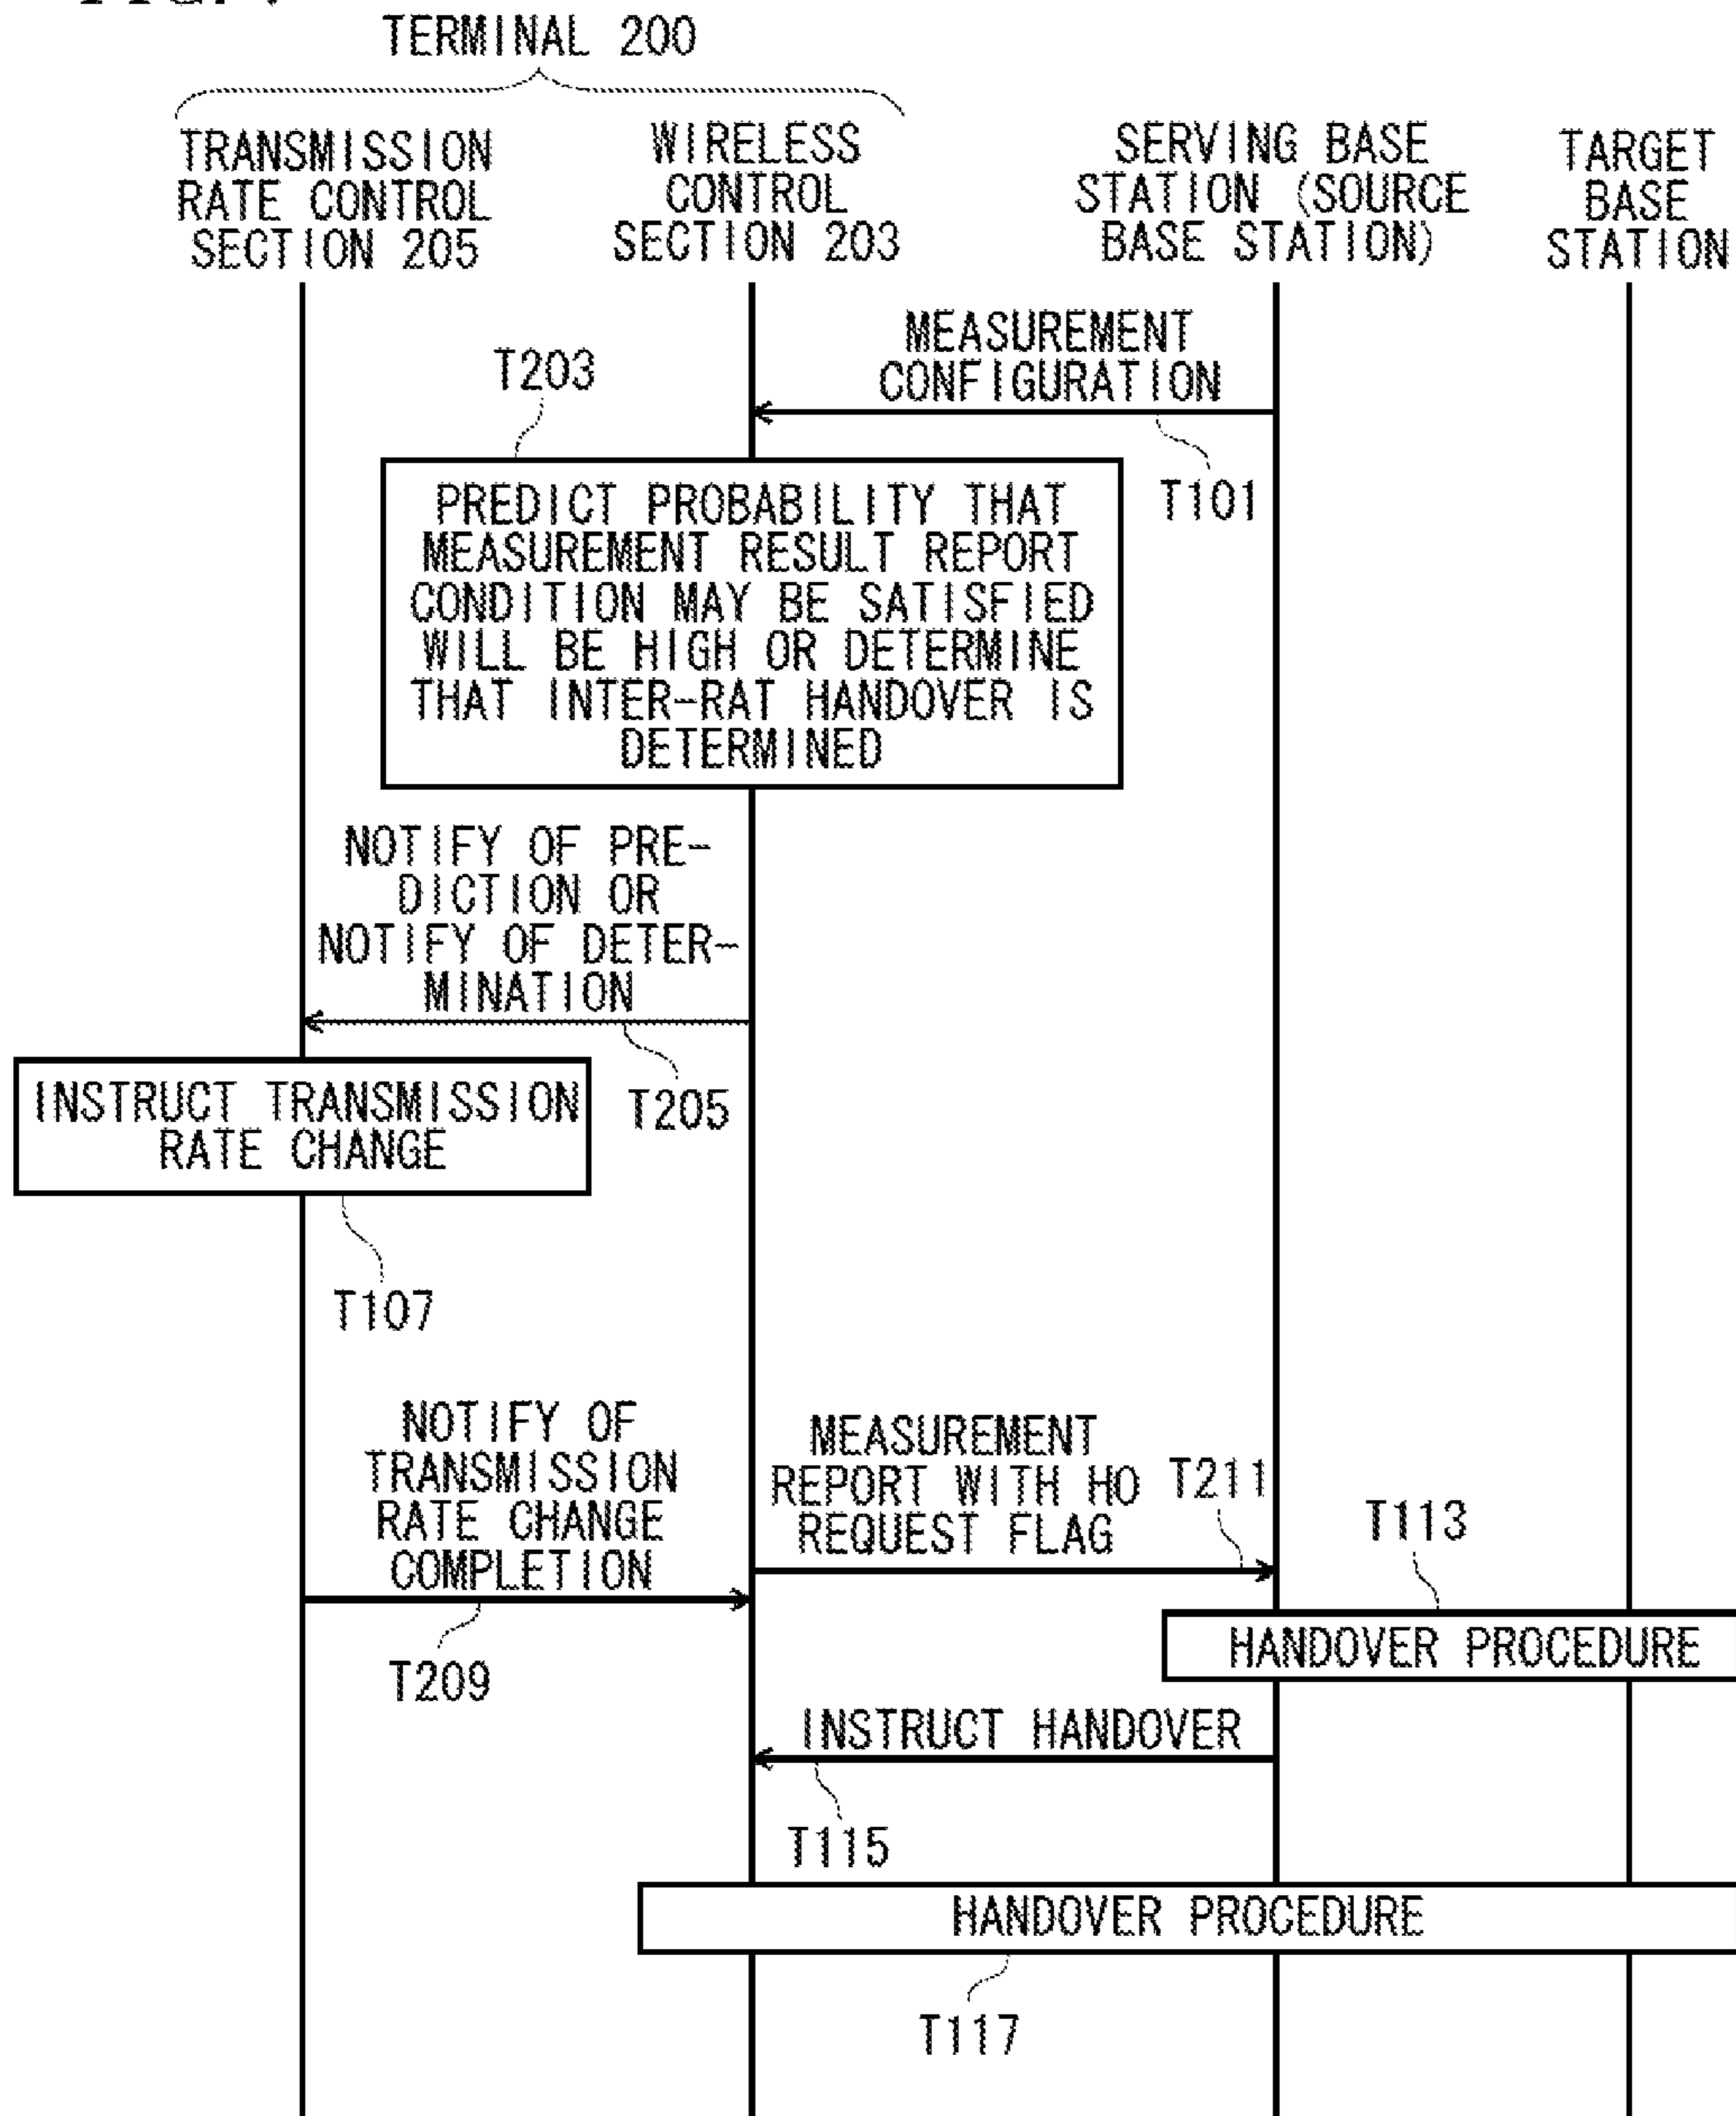 TERMINAL 200
TRANSMISSION
RATE CONTROL
SECTION 205
WIRELESS
CONTROL
SECTION 203
SERVING BASE
STATION (SOURCE
BASE STATION)
TARGET
BASE
STATION
MEASUREMENT
CONFIGURATION
T101
T203
PREDICT PROBABILITY THAT
MEASUREMENT RESULT REPORT
CONDITION MAY BE SATISFIED
WILL BE HIGH OR DETERMINE
THAT INTER-RAT HANDOVER IS
DETERMINED
NOTIFY OF PRE-
DICTION OR
NOTIFY OF DETER-
MINATION
T205
INSTRUCT TRANSMISSION
RATE CHANGE
T107
NOTIFY OF
TRANSMISSION
RATE CHANGE
COMPLETION
T209
MEASUREMENT
REPORT WITH HO
REQUEST FLAG
T211
T113
HANDOVER PROCEDURE
INSTRUCT HANDOVER
T115
HANDOVER PROCEDURE
T117